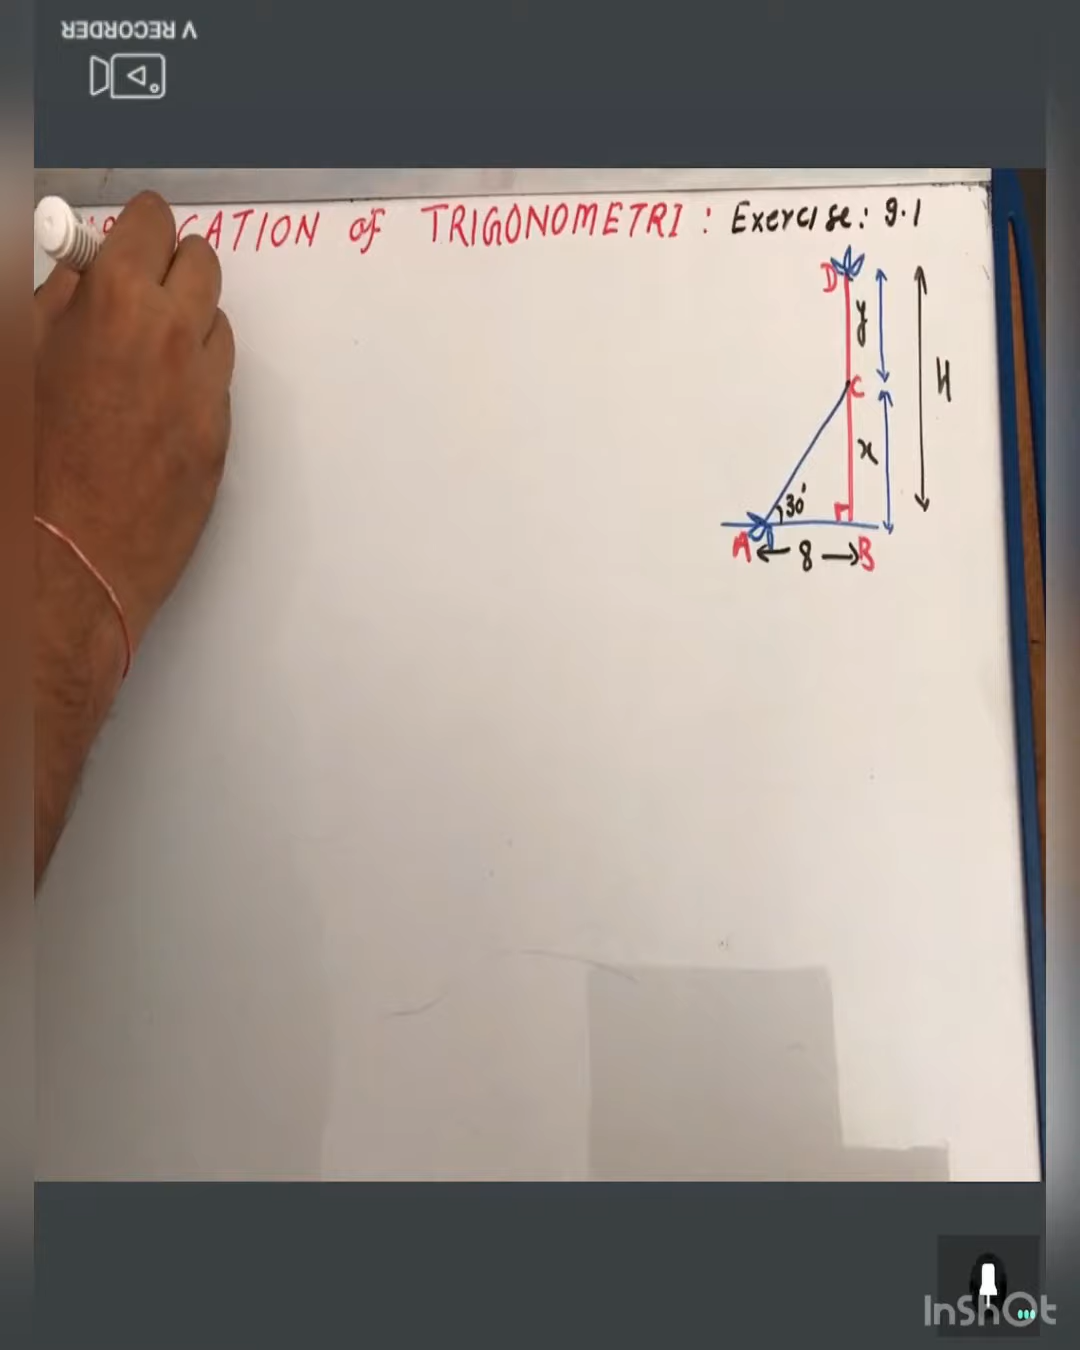 V RECORDER
CATION of TRIGONOMETRI : Exercise: 9.1
D
y
C
H
x
30°
A
8
B
InShOt